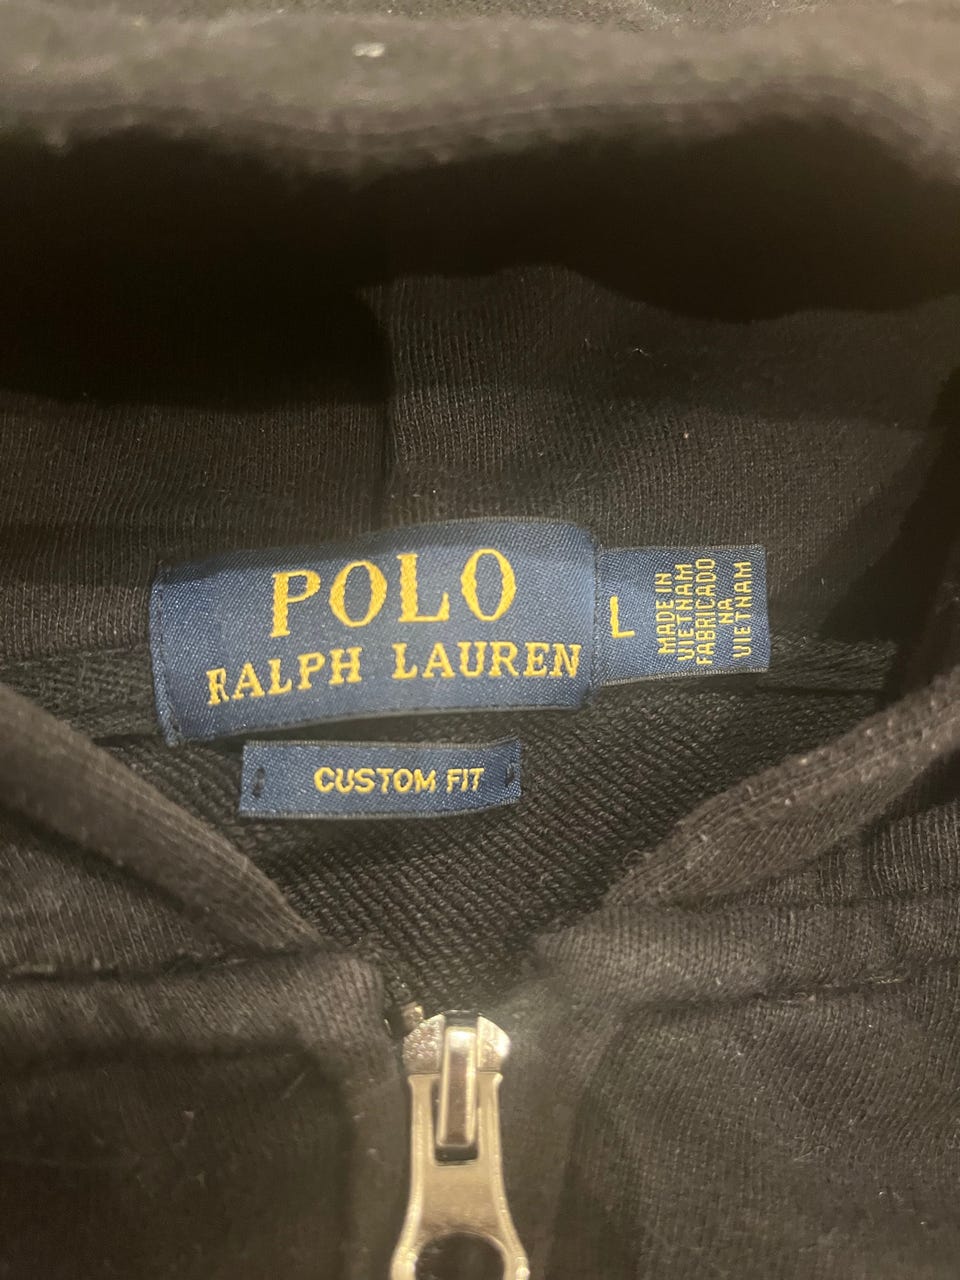 POLO
RALPH LAUREN
L
MADE IN
VIETNAM
FABRICADO
NA
VIETNAM
CUSTOM FIT